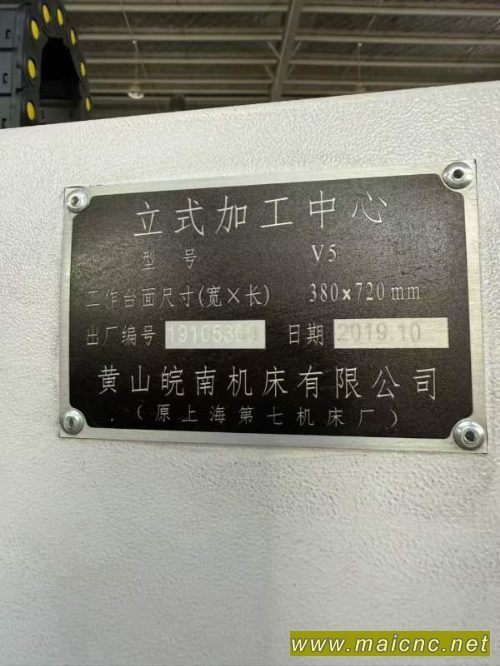 立式加工中心
型号 V5
工作台面尺寸(宽×长) 380×720mm
出厂编号 日期 2019.10
黄山皖南机床有限公司
(原上海第七机床厂)
www.maicnc.net